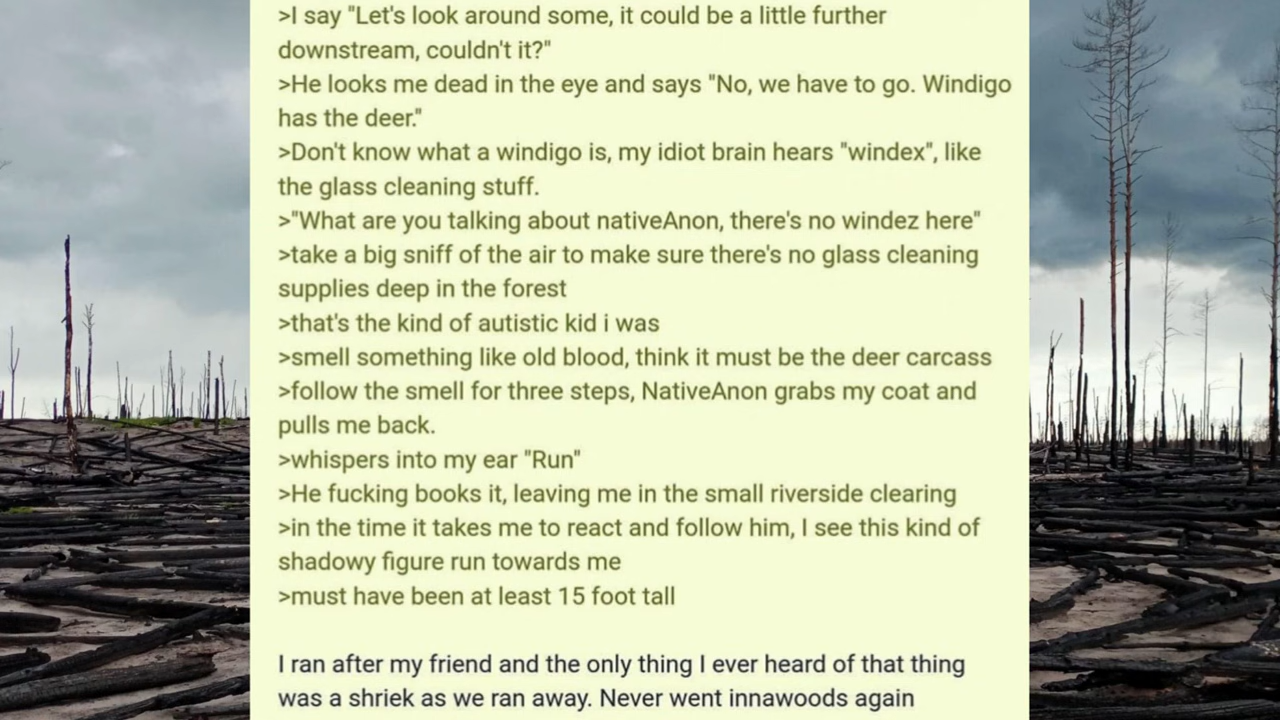 >I say "Let's look around some, it could be a little further
downstream, couldn't it?"
>He looks me dead in the eye and says "No, we have to go. Windigo
has the deer."
>Don't know what a windigo is, my idiot brain hears "windex", like
the glass cleaning stuff.
>"What are you talking about nativeAnon, there's no windez here"
>take a big sniff of the air to make sure there's no glass cleaning
supplies deep in the forest
>that's the kind of autistic kid i was
>smell something like old blood, think it must be the deer carcass
>follow the smell for three steps, NativeAnon grabs my coat and
pulls me back.
>whispers into my ear "Run"
>He fucking books it, leaving me in the small riverside clearing
>in the time it takes me to react and follow him, I see this kind of
shadowy figure run towards me
>must have been at least 15 foot tall
I ran after my friend and the only thing I ever heard of that thing
was a shriek as we ran away. Never went innawoods again